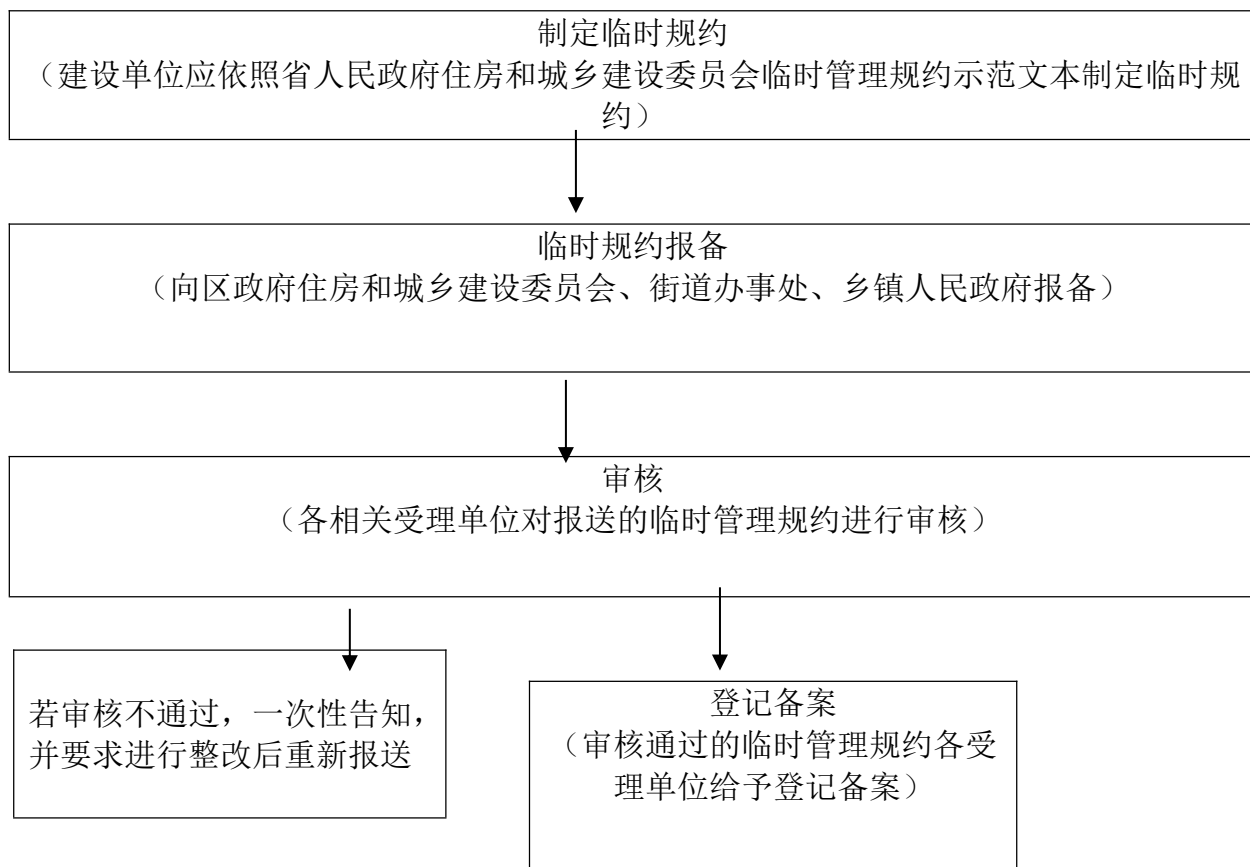 制定临时规约
（建设单位应依照省人民政府住房和城乡建设委员会临时管理规约示范文本制定临时规
约）
临时规约报备
（向区政府住房和城乡建设委员会、街道办事处、乡镇人民政府报备）
审核
（各相关受理单位对报送的临时管理规约进行审核）
若审核不通过，一次性告知，
并要求进行整改后重新报送
登记备案
（审核通过的临时管理规约各受
理单位给予登记备案）